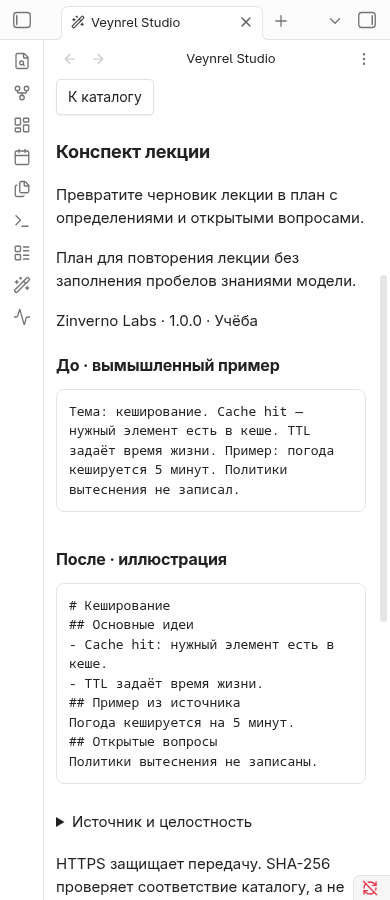 Veynrel Studio
Veynrel Studio
К каталогу
Конспект лекции
Превратите черновик лекции в план с
определениями и открытыми вопросами.
План для повторения лекции без
заполнения пробелов знаниями модели.
Zinverno Labs · 1.0.0 · Учёба
До · вымышленный пример
Тема: кеширование. Cache hit —
нужный элемент есть в кеше. TTL
задаёт время жизни. Пример: погода
кешируется 5 минут. Политики
вытеснения не записал.
После · иллюстрация
# Кеширование
## Основные идеи
- Cache hit: нужный элемент есть в
кеше.
- TTL задаёт время жизни.
## Пример из источника
Погода кешируется на 5 минут.
## Открытые вопросы
Политики вытеснения не записаны.
Источник и целостность
HTTPS защищает передачу. SHA-256
проверяет соответствие каталогу, а не